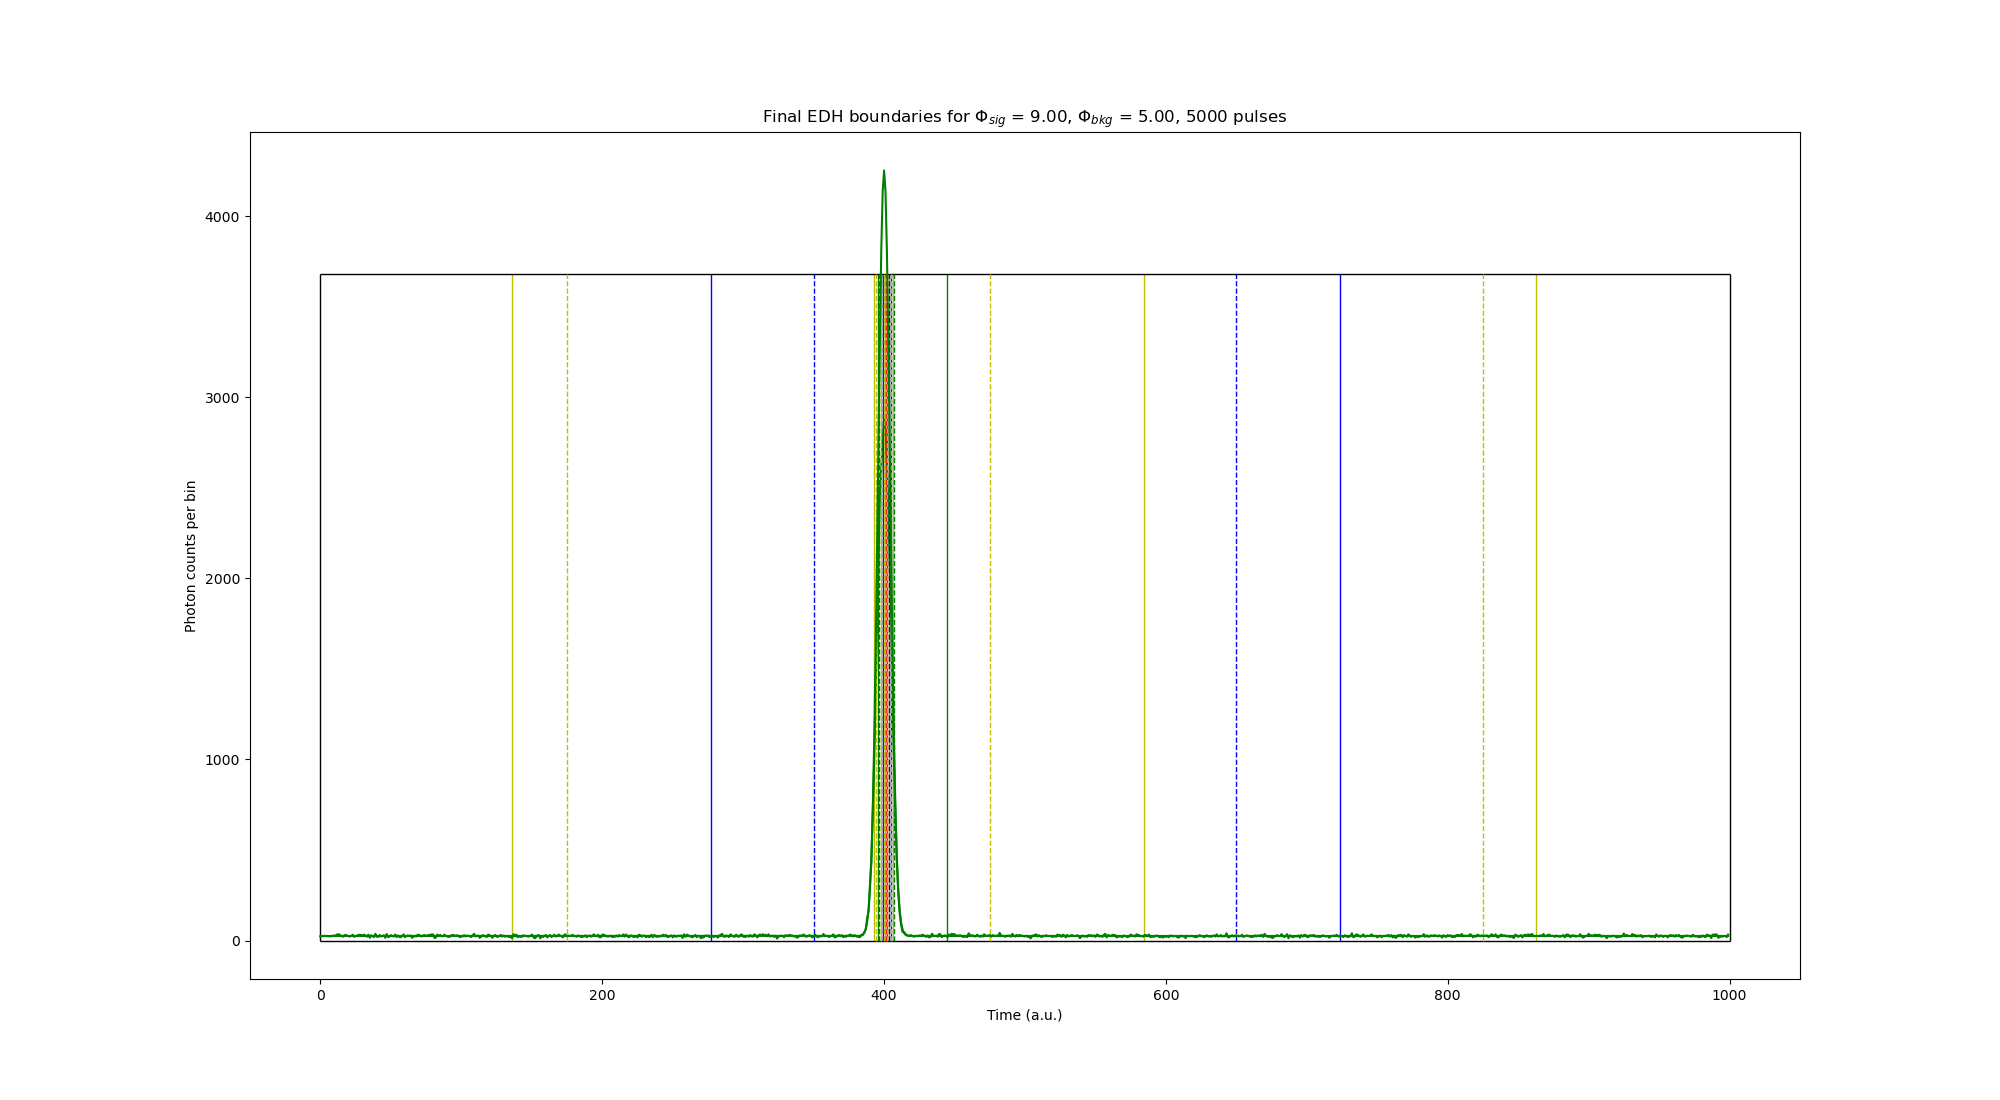 Final EDH boundaries for Φsig = 9.00, Φbkg = 5.00, 5000 pulses
Photon counts per bin
4000
3000
2000
1000
0
0 200 400 600 800 1000
Time (a.u.)